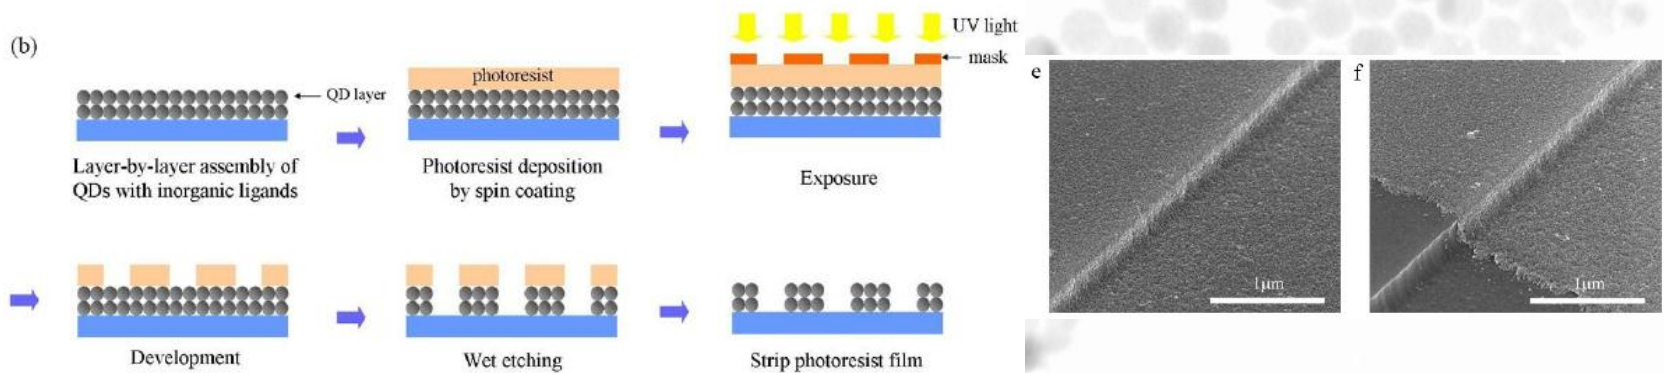 (b)
QD layer
Layer-by-layer assembly of
QDs with inorganic ligands
photoresist
Photoresist deposition
by spin coating
UV light
mask
Exposure
Development
Wet etching
Strip photoresist film
e
1μm
f
1μm